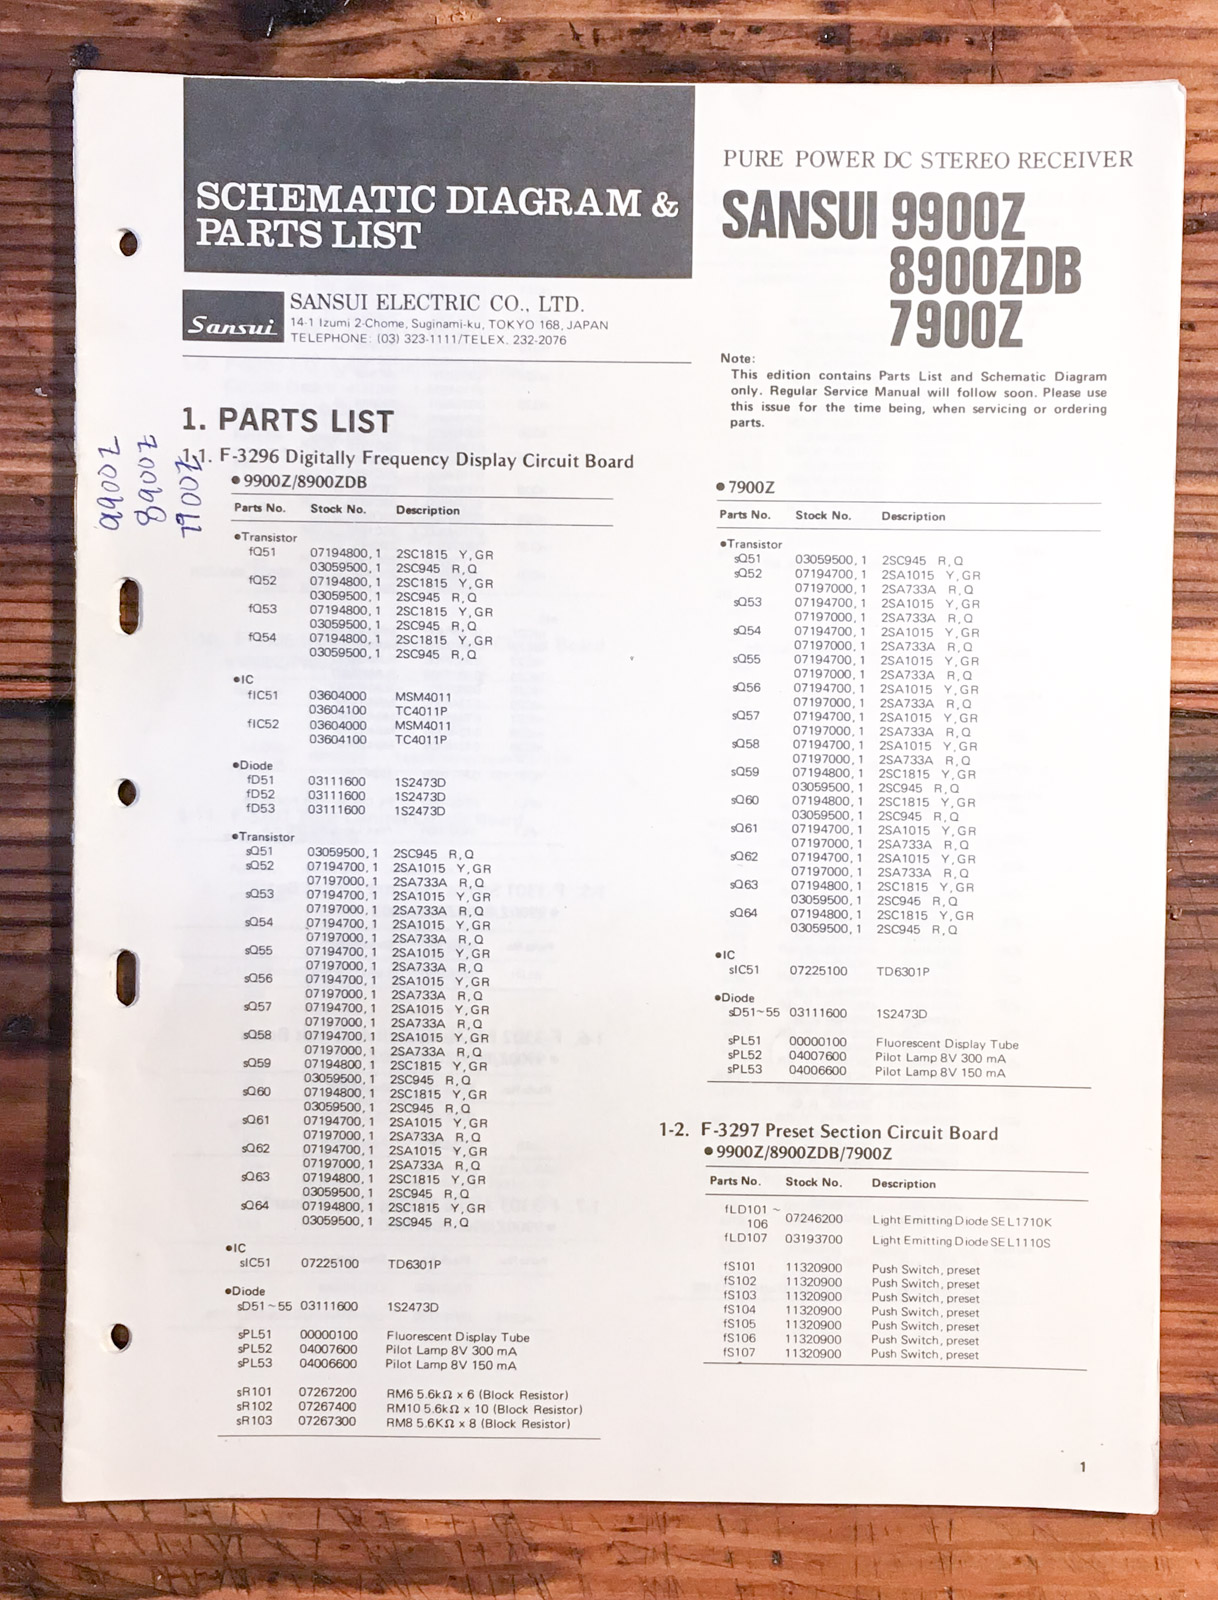 SCHEMATIC DIAGRAM &
PARTS LIST
Sansui
SANSUI ELECTRIC CO., LTD.
14-1 Izumi 2-Chome, Suginami-ku, TOKYO 168, JAPAN
TELEPHONE: (03) 323-1111/TELEX. 232-2076
PURE POWER DC STEREO RECEIVER
SANSUI 9900Z
8900ZDB
7900Z
Note:
This edition contains Parts List and Schematic Diagram
only. Regular Service Manual will follow soon. Please use
this issue for the time being, when servicing or ordering
parts.
9900Z
8900Z
7900Z
1. PARTS LIST
1-1. F-3296 Digitally Frequency Display Circuit Board
●9900Z/8900ZDB
Parts No. Stock No. Description
●Transistor
fQ51 07194800, 1 2SC1815 Y, GR
03059500, 1 2SC945 R, Q
fQ52 07194800, 1 2SC1815 Y, GR
03059500, 1 2SC945 R, Q
fQ53 07194800, 1 2SC1815 Y, GR
03059500, 1 2SC945 R, Q
fQ54 07194800, 1 2SC1815 Y, GR
03059500, 1 2SC945 R, Q
●IC
fIC51 03604000 MSM4011
03604100 TC4011P
fIC52 03604000 MSM4011
03604100 TC4011P
●Diode
fD51 03111600 1S2473D
fD52 03111600 1S2473D
fD53 03111600 1S2473D
●Transistor
sQ51 03059500, 1 2SC945 R, Q
sQ52 07194700, 1 2SA1015 Y, GR
07197000, 1 2SA733A R, Q
sQ53 07194700, 1 2SA1015 Y, GR
07197000, 1 2SA733A R, Q
sQ54 07194700, 1 2SA1015 Y, GR
07197000, 1 2SA733A R, Q
sQ55 07194700, 1 2SA1015 Y, GR
07197000, 1 2SA733A R, Q
sQ56 07194700, 1 2SA1015 Y, GR
07197000, 1 2SA733A R, Q
sQ57 07194700, 1 2SA1015 Y, GR
07197000, 1 2SA733A R, Q
sQ58 07194700, 1 2SA1015 Y, GR
07197000, 1 2SA733A R, Q
sQ59 07194800, 1 2SC1815 Y, GR
03059500, 1 2SC945 R, Q
sQ60 07194800, 1 2SC1815 Y, GR
03059500, 1 2SC945 R, Q
sQ61 07194700, 1 2SA1015 Y, GR
07197000, 1 2SA733A R, Q
sQ62 07194700, 1 2SA1015 Y, GR
07197000, 1 2SA733A R, Q
sQ63 07194800, 1 2SC1815 Y, GR
03059500, 1 2SC945 R, Q
sQ64 07194800, 1 2SC1815 Y, GR
03059500, 1 2SC945 R, Q
●IC
sIC51 07225100 TD6301P
●Diode
sD51~55 03111600 1S2473D
sPL51 00000100 Fluorescent Display Tube
sPL52 04007600 Pilot Lamp 8V 300 mA
sPL53 04006600 Pilot Lamp 8V 150 mA
sR101 07267200 RM6 5.6kΩ x 6 (Block Resistor)
sR102 07267400 RM10 5.6kΩ x 10 (Block Resistor)
sR103 07267300 RM8 5.6KΩ x 8 (Block Resistor)
●7900Z
Parts No. Stock No. Description
●Transistor
sQ51 03059500, 1 2SC945 R, Q
sQ52 07194700, 1 2SA1015 Y, GR
07197000, 1 2SA733A R, Q
sQ53 07194700, 1 2SA1015 Y, GR
07197000, 1 2SA733A R, Q
sQ54 07194700, 1 2SA1015 Y, GR
07197000, 1 2SA733A R, Q
sQ55 07194700, 1 2SA1015 Y, GR
07197000, 1 2SA733A R, Q
sQ56 07194700, 1 2SA1015 Y, GR
07197000, 1 2SA733A R, Q
sQ57 07194700, 1 2SA1015 Y, GR
07197000, 1 2SA733A R, Q
sQ58 07194700, 1 2SA1015 Y, GR
07197000, 1 2SA733A R, Q
sQ59 07194800, 1 2SC1815 Y, GR
03059500, 1 2SC945 R, Q
sQ60 07194800, 1 2SC1815 Y, GR
03059500, 1 2SC945 R, Q
sQ61 07194700, 1 2SA1015 Y, GR
07197000, 1 2SA733A R, Q
sQ62 07194700, 1 2SA1015 Y, GR
07197000, 1 2SA733A R, Q
sQ63 07194800, 1 2SC1815 Y, GR
03059500, 1 2SC945 R, Q
sQ64 07194800, 1 2SC1815 Y, GR
03059500, 1 2SC945 R, Q
●IC
sIC51 07225100 TD6301P
●Diode
sD51~55 03111600 1S2473D
sPL51 00000100 Fluorescent Display Tube
sPL52 04007600 Pilot Lamp 8V 300 mA
sPL53 04006600 Pilot Lamp 8V 150 mA
1-2. F-3297 Preset Section Circuit Board
●9900Z/8900ZDB/7900Z
Parts No. Stock No. Description
fLD101 ~
106 07246200 Light Emitting Diode SEL1710K
fLD107 03193700 Light Emitting Diode SEL1110S
fS101 11320900 Push Switch, preset
fS102 11320900 Push Switch, preset
fS103 11320900 Push Switch, preset
fS104 11320900 Push Switch, preset
fS105 11320900 Push Switch, preset
fS106 11320900 Push Switch, preset
fS107 11320900 Push Switch, preset
1